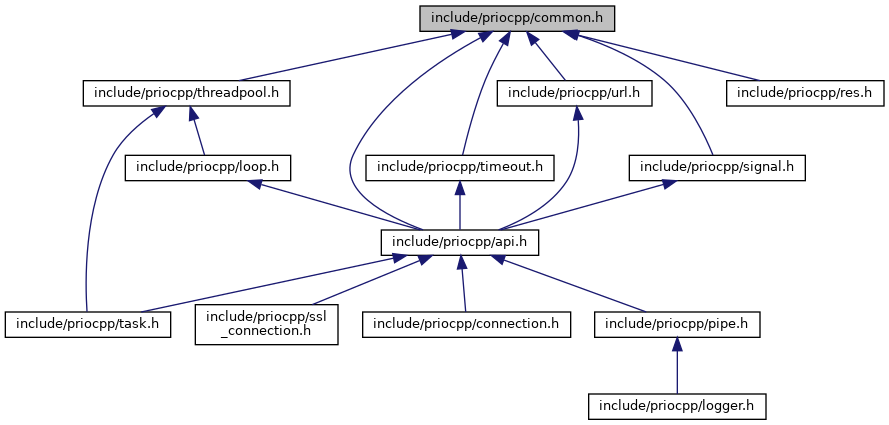 include/priocpp/common.h
include/priocpp/threadpool.h
include/priocpp/url.h
include/priocpp/res.h
include/priocpp/loop.h
include/priocpp/timeout.h
include/priocpp/signal.h
include/priocpp/api.h
include/priocpp/task.h
include/priocpp/ssl
_connection.h
include/priocpp/connection.h
include/priocpp/pipe.h
include/priocpp/logger.h